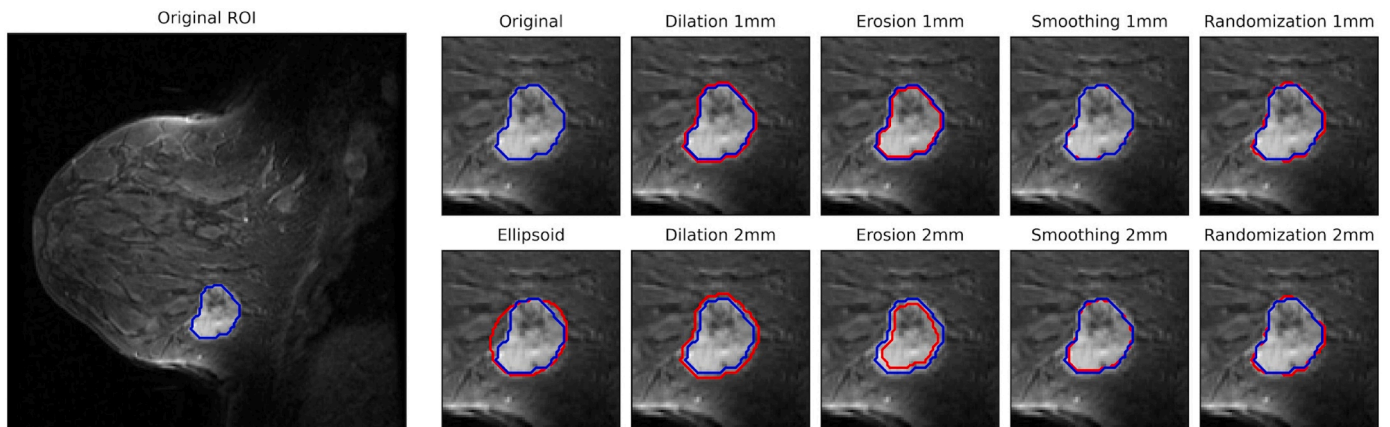 Original ROI
Original
Dilation 1mm
Erosion 1mm
Smoothing 1mm
Randomization 1mm
Ellipsoid
Dilation 2mm
Erosion 2mm
Smoothing 2mm
Randomization 2mm